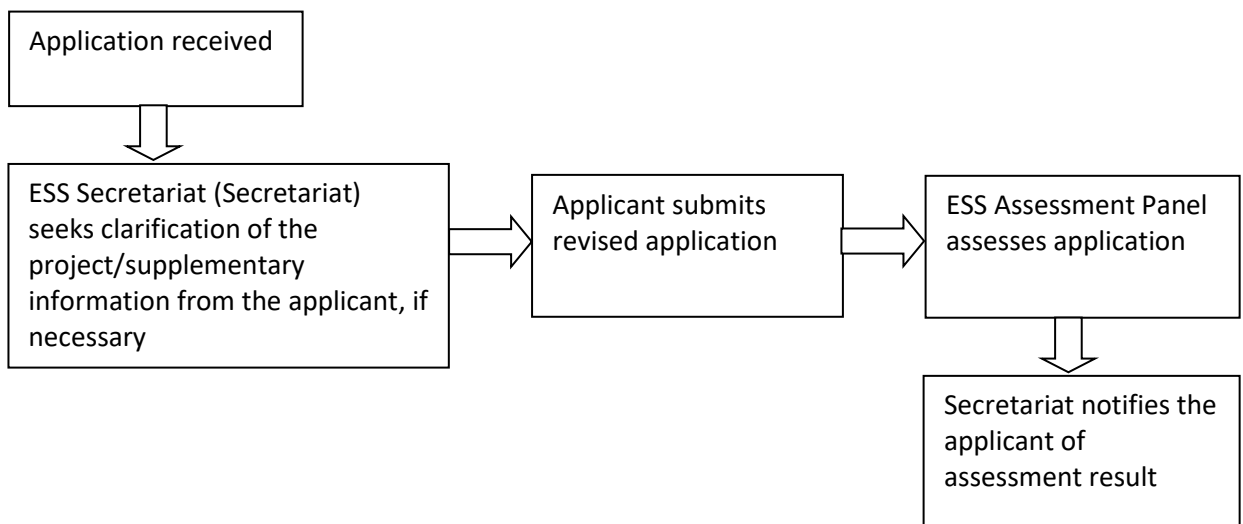 Application received
ESS Secretariat (Secretariat)
seeks clarification of the
project/supplementary
information from the applicant, if
necessary
Applicant submits
revised application
ESS Assessment Panel
assesses application
Secretariat notifies the
applicant of
assessment result